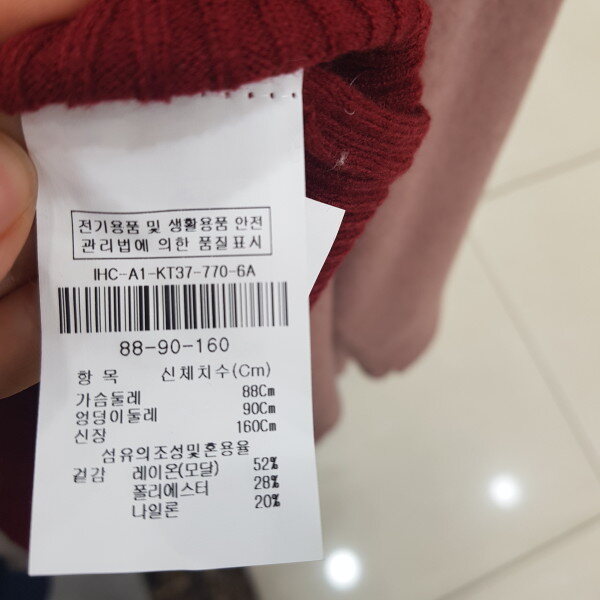 전기용품 및 생활용품 안전
관리법에 의한 품질표시
IHC-A1-KT37-770-6A
88-90-160
항 목 신체치수(Cm)
가슴둘레 88Cm
엉덩이둘레 90Cm
신장 160Cm
섬유의조성및혼용율
겉감 레이온(모달) 52%
폴리에스터 28%
나일론 20%